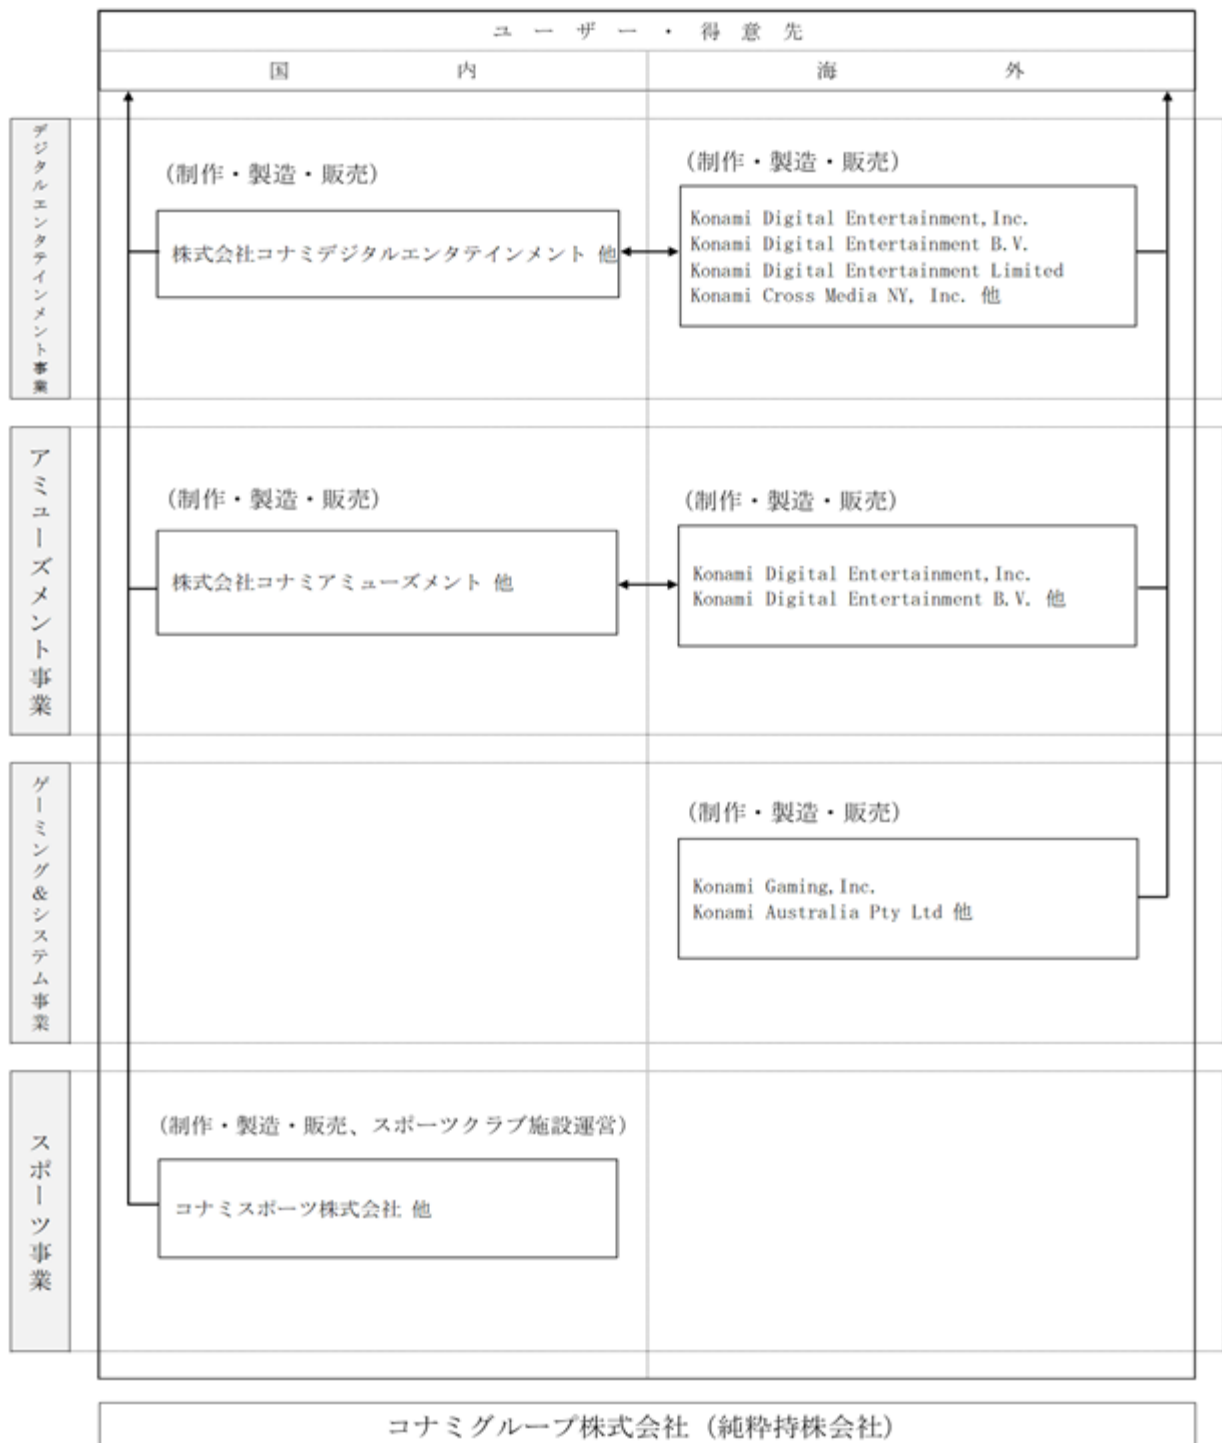 ユーザー・得意先
国内
海外
デジタルエンタテインメント事業
(制作・製造・販売)
株式会社コナミデジタルエンタテインメント 他
(制作・製造・販売)
Konami Digital Entertainment,Inc.
Konami Digital Entertainment B.V.
Konami Digital Entertainment Limited
Konami Cross Media NY, Inc. 他
アミューズメント事業
(制作・製造・販売)
株式会社コナミアミューズメント 他
(制作・製造・販売)
Konami Digital Entertainment,Inc.
Konami Digital Entertainment B.V. 他
ゲーミング&システム事業
(制作・製造・販売)
Konami Gaming,Inc.
Konami Australia Pty Ltd 他
スポーツ事業
(制作・製造・販売、スポーツクラブ施設運営)
コナミスポーツ株式会社 他
コナミグループ株式会社(純粋持株会社)